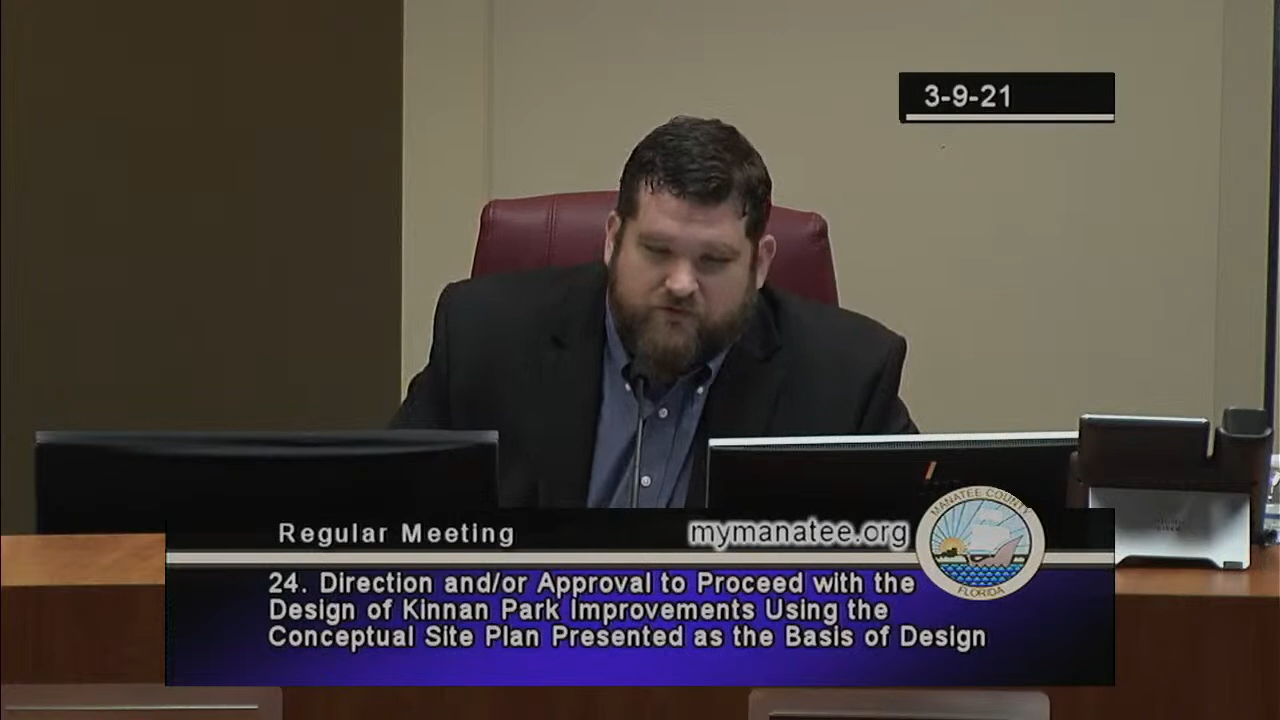 3-9-21
Regular Meeting
mymanatee.org
MANATEE COUNTY
FLORIDA
24. Direction and/or Approval to Proceed with the
Design of Kinnan Park Improvements Using the
Conceptual Site Plan Presented as the Basis of Design